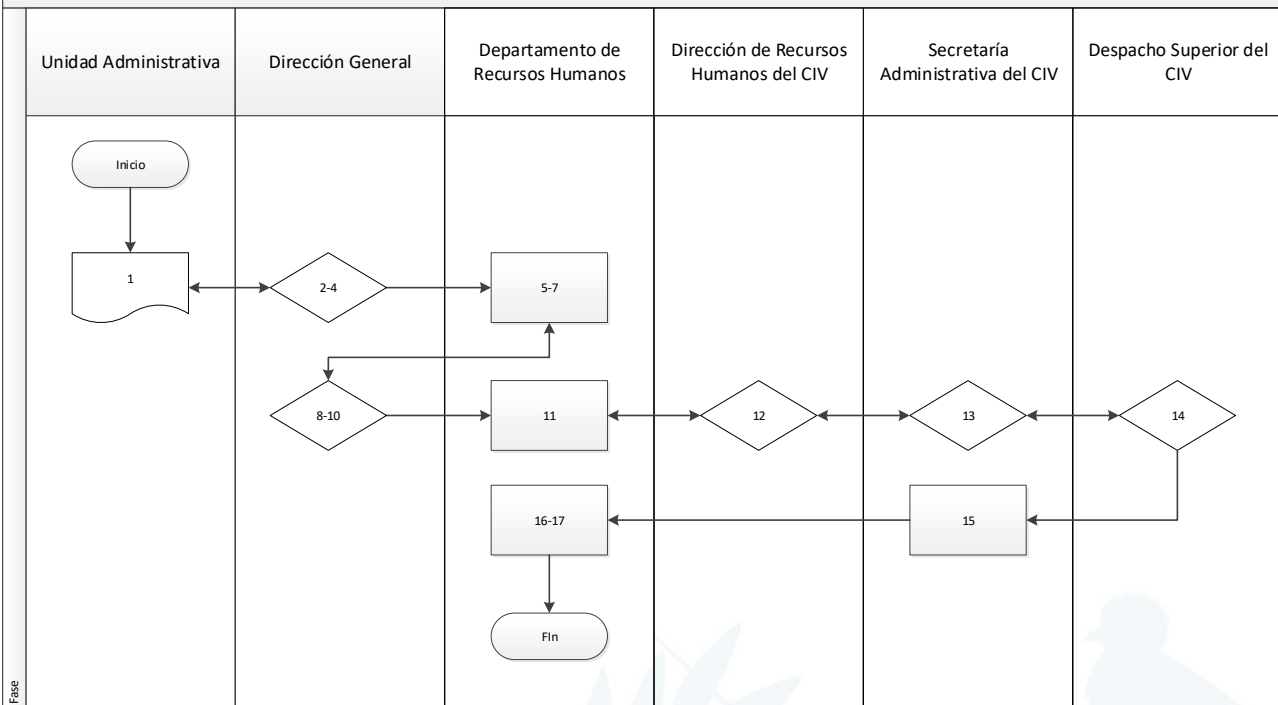 Unidad Administrativa
Dirección General
Departamento de
Recursos Humanos
Dirección de Recursos
Humanos del CIV
Secretaría
Administrativa del CIV
Despacho Superior del
CIV
Inicio
1
2-4
5-7
8-10
11
12
13
14
16-17
15
FIn
Fase